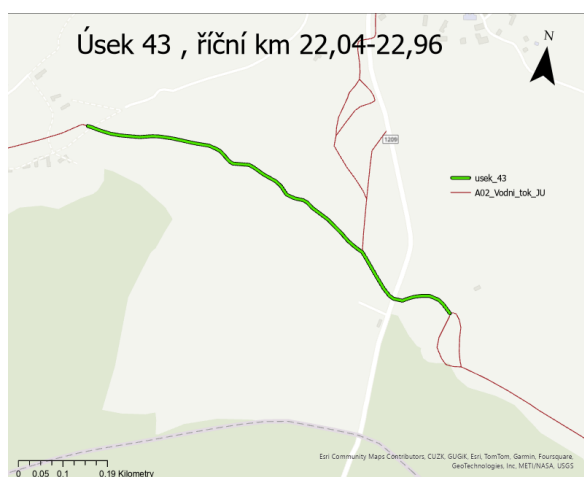 Úsek 43 , říční km 22,04-22,96
N
1209
usek_43
A02_Vodni_tok_JU
0 0.05 0.1 0.19 Kilometry
Esri Community Maps Contributors, CUZK, GUGiK, Esri, TomTom, Garmin, Foursquare,
GeoTechnologies, Inc, METI/NASA, USGS